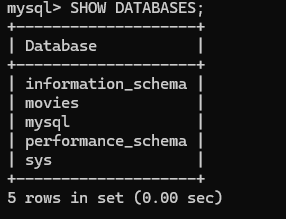 mysql> SHOW DATABASES;
+--------------------+
| Database           |
+--------------------+
| information_schema |
| movies             |
| mysql              |
| performance_schema |
| sys                |
+--------------------+
5 rows in set (0.00 sec)